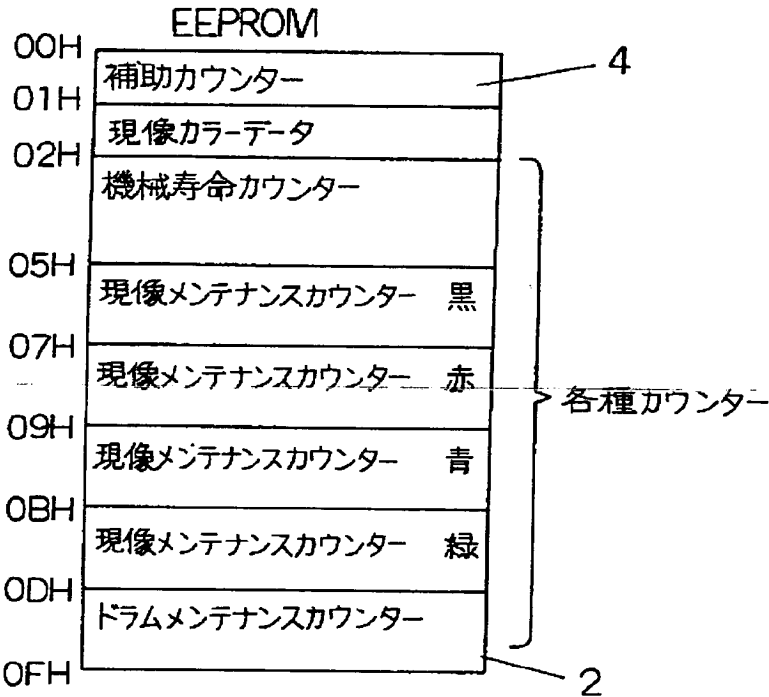 EEPROM
00H
補助カウンター
4
01H
現像カラーデータ
02H
機械寿命カウンター
05H
現像メンテナンスカウンター 黒
07H
現像メンテナンスカウンター 赤
各種カウンター
09H
現像メンテナンスカウンター 青
0BH
現像メンテナンスカウンター 緑
0DH
ドラムメンテナンスカウンター
0FH
2